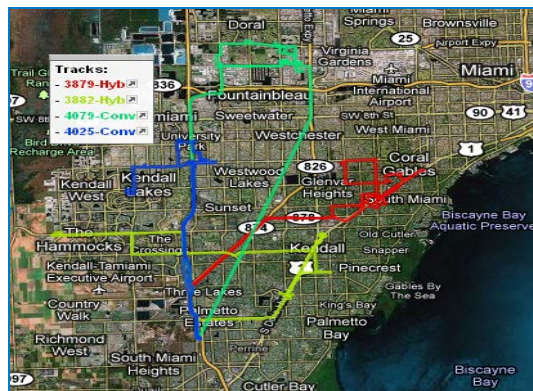 Doral
Miami
Springs
Brownsville
Virginia
Gardens
25
Airport Expy
Tracks:
- 3879-Hyb
- 3882-Hyb
- 4079-Conv
- 4025-Conv
836
Miami
International
Airport
Miami
Fountainbleau
SW 8th St
90
41
Sweetwater
West Miami
University
Park
Westchester
1
Recharge Area
Kendall
West
Kendall
Lakes
Westwood
Lakes
826
Glenvar
Heights
Coral
Gables
South Miami
Sunset
878
874
Biscayne Bay
Aquatic Preserve
The
Hammocks
The
Crossing
Kendall
Old Cutler
Snapper
Kendall-Tamiami
Executive Airport
Pinecrest
Gables By
The Sea
Three Lakes
Country
Walk
Palmetto
Estates
King's Bay
Palmetto
Bay
Richmond
West
Perrine
South Miami
Heights
Cutler Bay
997
Biscayne
Bay